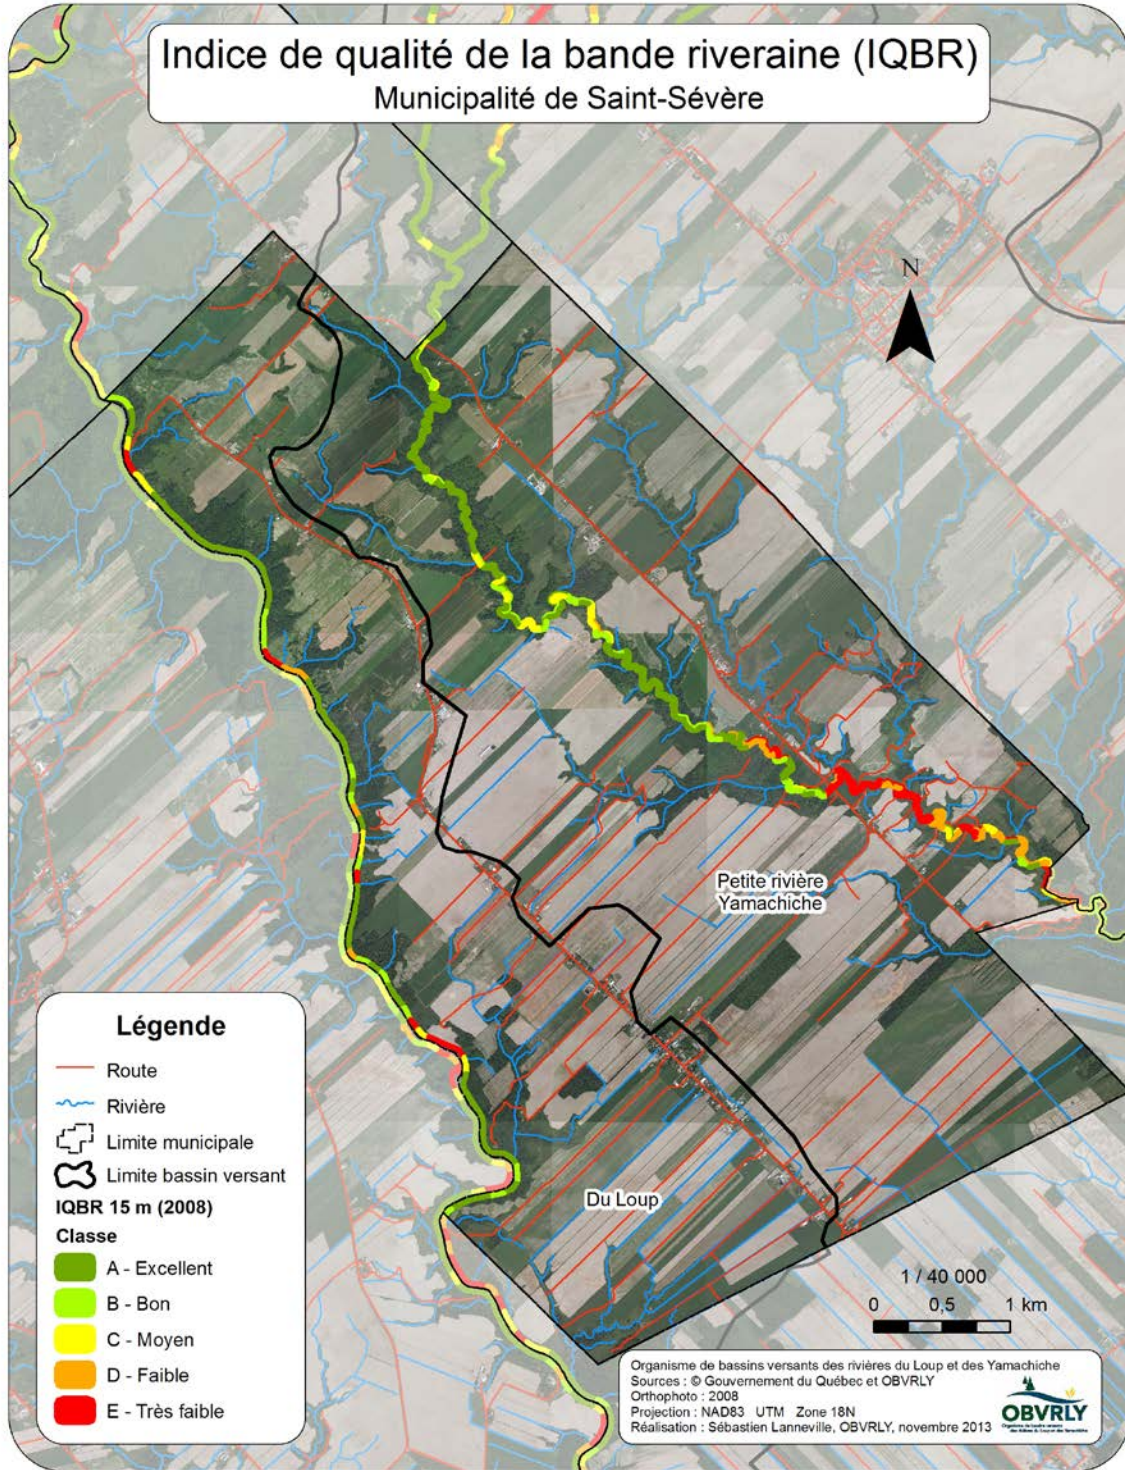 Indice de qualité de la bande riveraine (IQBR)
Municipalité de Saint-Sévère
N
Petite rivière
Yamachiche
Du Loup
Légende
Route
Rivière
Limite municipale
Limite bassin versant
IQBR 15 m (2008)
Classe
A - Excellent
B - Bon
C - Moyen
D - Faible
E - Très faible
1 / 40 000
0 0,5 1 km
Organisme de bassins versants des rivières du Loup et des Yamachiche
Sources : © Gouvernement du Québec et OBVRLY
Orthophoto : 2008
Projection : NAD83 UTM Zone 18N
Réalisation : Sébastien Lanneville, OBVRLY, novembre 2013
OBVRLY